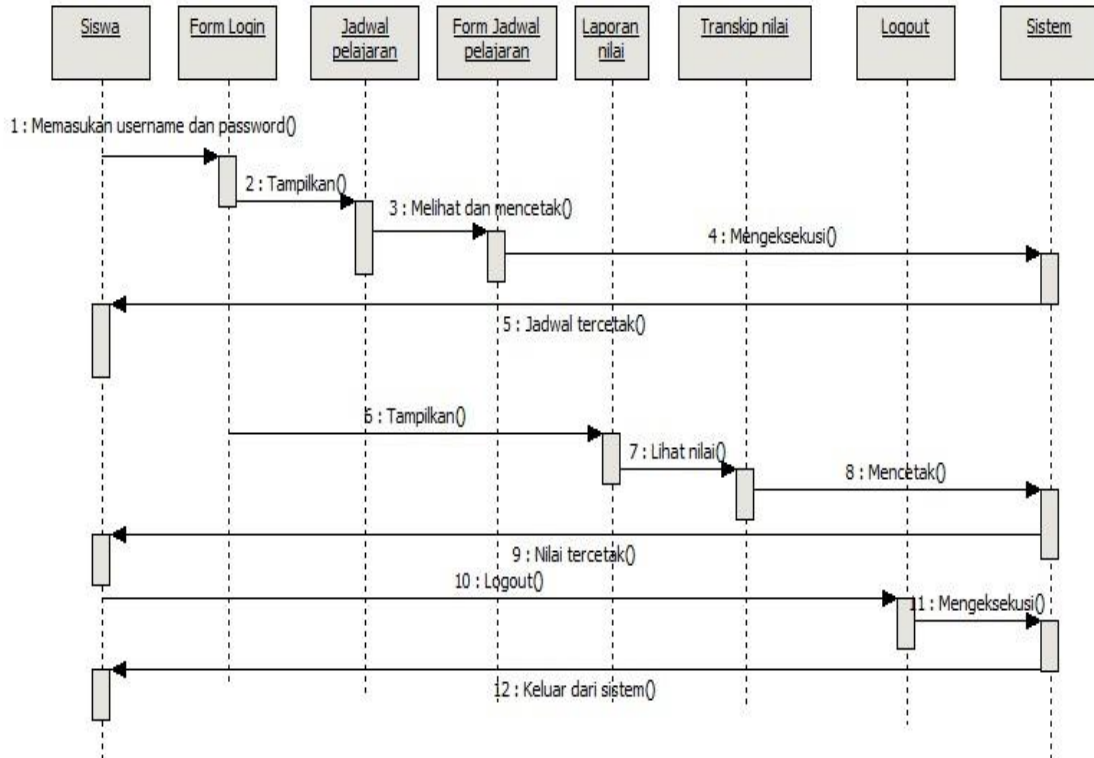 Siswa
Form Login
Jadwal
pelajaran
Form Jadwal
pelajaran
Laporan
nilai
Transkip nilai
Logout
Sistem
1 : Memasukan username dan password()
2 : Tampilkan()
3 : Melihat dan mencetak()
4 : Mengeksekusi()
5 : Jadwal tercetak()
6 : Tampilkan()
7 : Lihat nilai()
8 : Mencetak()
9 : Nilai tercetak()
10 : Logout()
11 : Mengeksekusi()
12 : Keluar dari sistem()